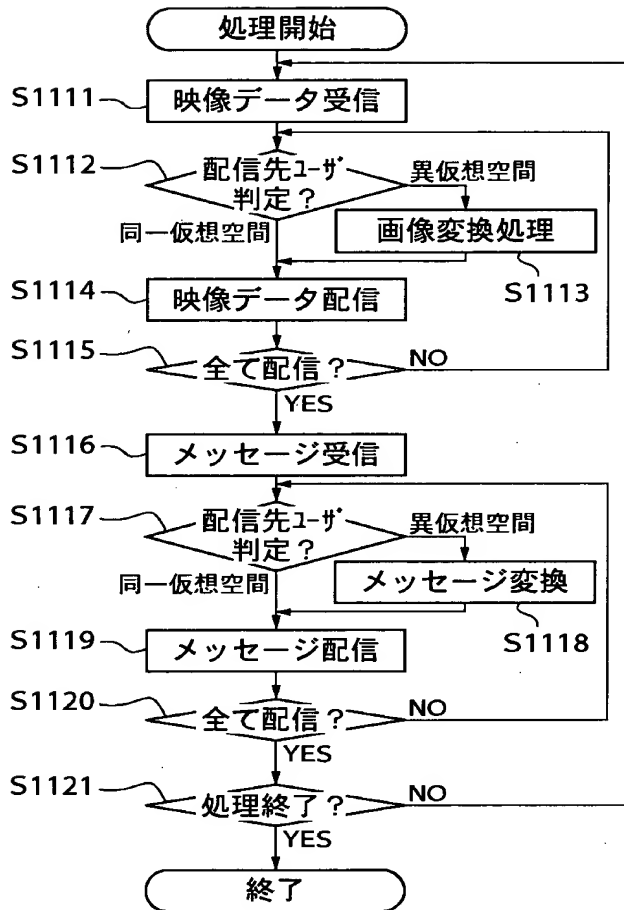 処理開始
S1111
映像データ受信
S1112
配信先ユーザ
判定？
異仮想空間
同一仮想空間
画像変換処理
S1113
S1114
映像データ配信
S1115
全て配信？
NO
YES
S1116
メッセージ受信
S1117
配信先ユーザ
判定？
異仮想空間
同一仮想空間
メッセージ変換
S1118
S1119
メッセージ配信
S1120
全て配信？
NO
YES
S1121
処理終了？
NO
YES
終了